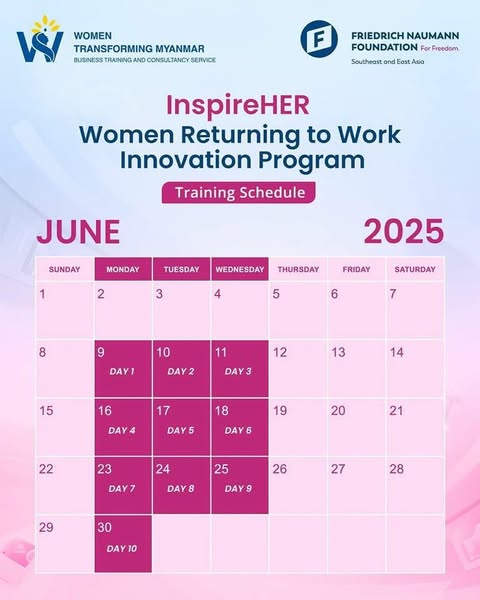 WOMEN
TRANSFORMING MYANMAR
BUSINESS TRAINING AND CONSULTANCY SERVICE
FRIEDRICH NAUMANN
FOUNDATION For Freedom.
Southeast and East Asia
InspireHER
Women Returning to Work
Innovation Program
Training Schedule
JUNE 2025
SUNDAY MONDAY TUESDAY WEDNESDAY THURSDAY FRIDAY SATURDAY
1 2 3 4 5 6 7
8 9 10 11 12 13 14
DAY 1 DAY 2 DAY 3
15 16 17 18 19 20 21
DAY 4 DAY 5 DAY 6
22 23 24 25 26 27 28
DAY 7 DAY 8 DAY 9
29 30
DAY 10